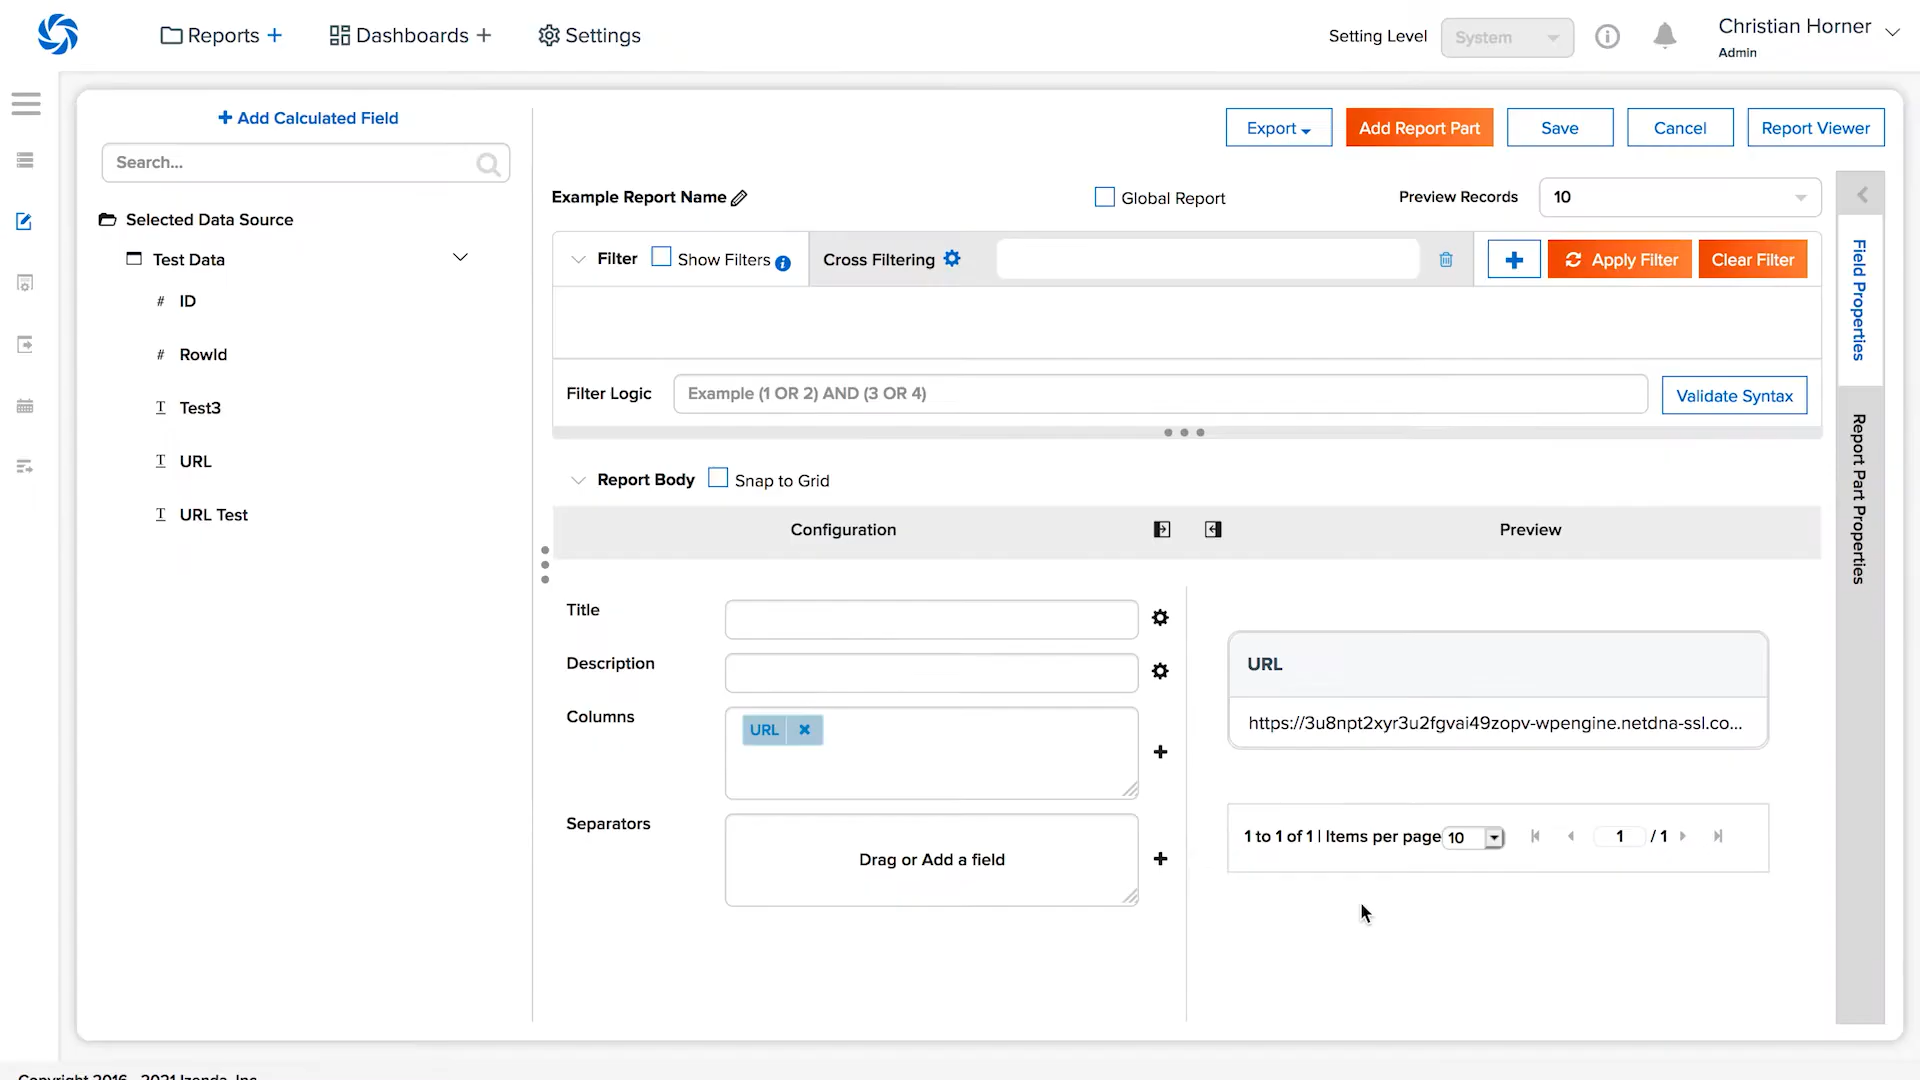 Reports +
Dashboards +
Settings
Setting Level
System
Christian Horner
Admin
+ Add Calculated Field
Search...
Selected Data Source
Test Data
# ID
# RowId
T Test3
T URL
T URL Test
Export
Add Report Part
Save
Cancel
Report Viewer
Example Report Name
Global Report
Preview Records
10
Filter
Show Filters
Cross Filtering
Apply Filter
Clear Filter
Filter Logic
Example (1 OR 2) AND (3 OR 4)
Validate Syntax
Report Body
Snap to Grid
Configuration
Preview
Title
Description
Columns
URL
Separators
Drag or Add a field
URL
https://3u8npt2xyr3u2fgvai49zopv-wpengine.netdna-ssl.co...
1 to 1 of 1 | Items per page 10
1 / 1
Field Properties
Report Part Properties
Copyright 2016 - 2021 Izenda, Inc